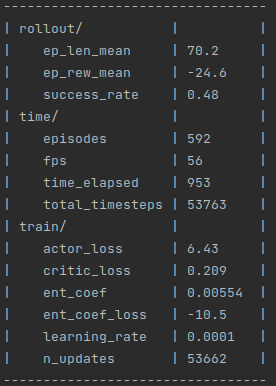 ---------------------------------
| rollout/           |          |
|    ep_len_mean     | 70.2     |
|    ep_rew_mean     | -24.6    |
|    success_rate    | 0.48     |
| time/              |          |
|    episodes        | 592      |
|    fps             | 56       |
|    time_elapsed    | 953      |
|    total_timesteps | 53763    |
| train/             |          |
|    actor_loss      | 6.43     |
|    critic_loss     | 0.209    |
|    ent_coef        | 0.00554  |
|    ent_coef_loss   | -10.5    |
|    learning_rate   | 0.0001   |
|    n_updates       | 53662    |
---------------------------------